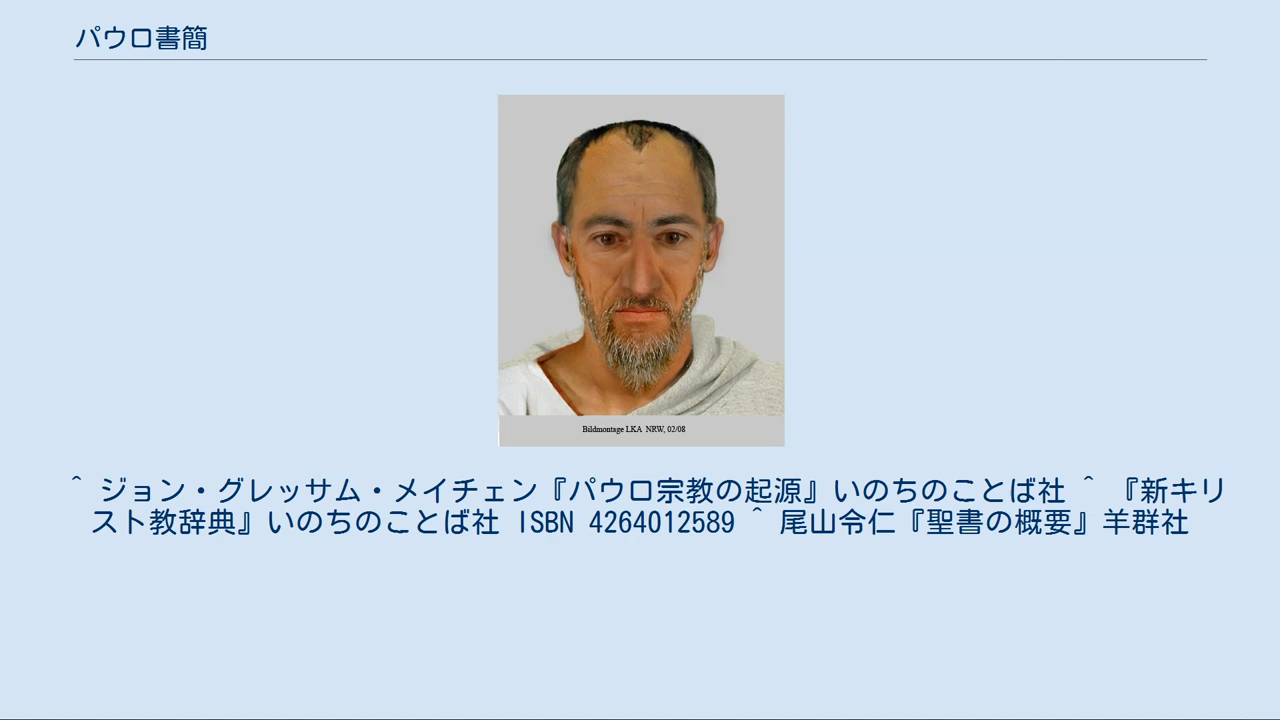 パウロ書簡
Bildmontage LKA NRW, 02/08
^ ジョン・グレッサム・メイチェン『パウロ宗教の起源』いのちのことば社 ^ 『新キリ
スト教辞典』いのちのことば社 ISBN 4264012589 ^ 尾山令仁『聖書の概要』羊群社